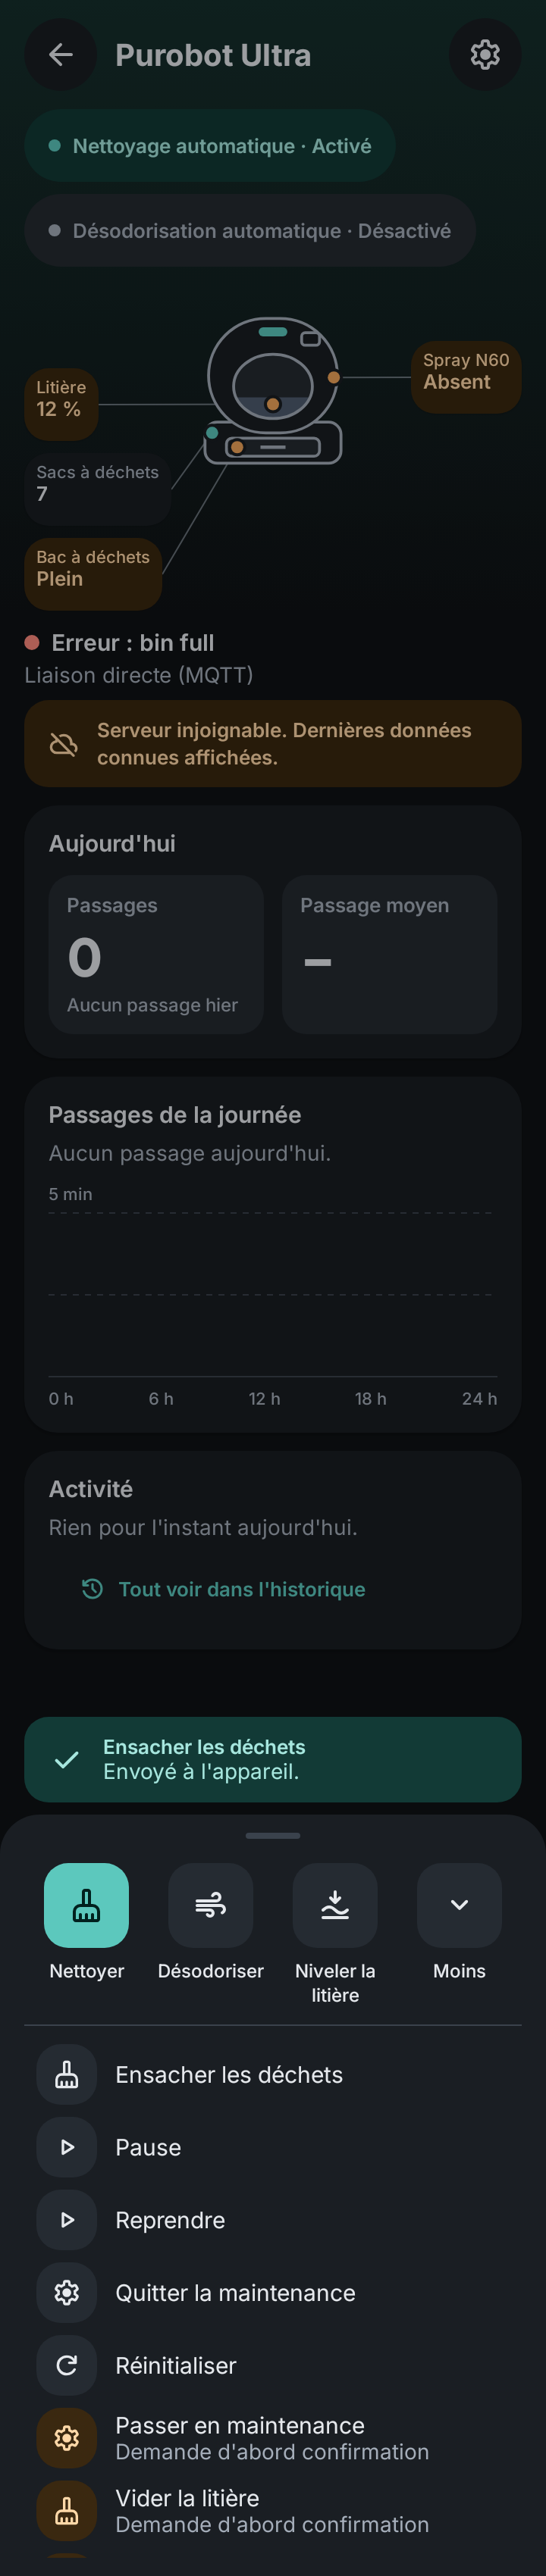 Purobot Ultra
Nettoyage automatique · Activé
Désodorisation automatique · Désactivé
Spray N60
Absent
Litière
12 %
Sacs à déchets
7
Bac à déchets
Plein
Erreur : bin full
Liaison directe (MQTT)
Serveur injoignable. Dernières données
connues affichées.
Aujourd'hui
Passages
0
Aucun passage hier
Passage moyen
–
Passages de la journée
Aucun passage aujourd'hui.
5 min
0 h 6 h 12 h 18 h 24 h
Activité
Rien pour l'instant aujourd'hui.
Tout voir dans l'historique
Ensacher les déchets
Envoyé à l'appareil.
Nettoyer
Désodoriser
Niveler la
litière
Moins
Ensacher les déchets
Pause
Reprendre
Quitter la maintenance
Réinitialiser
Passer en maintenance
Demande d'abord confirmation
Vider la litière
Demande d'abord confirmation